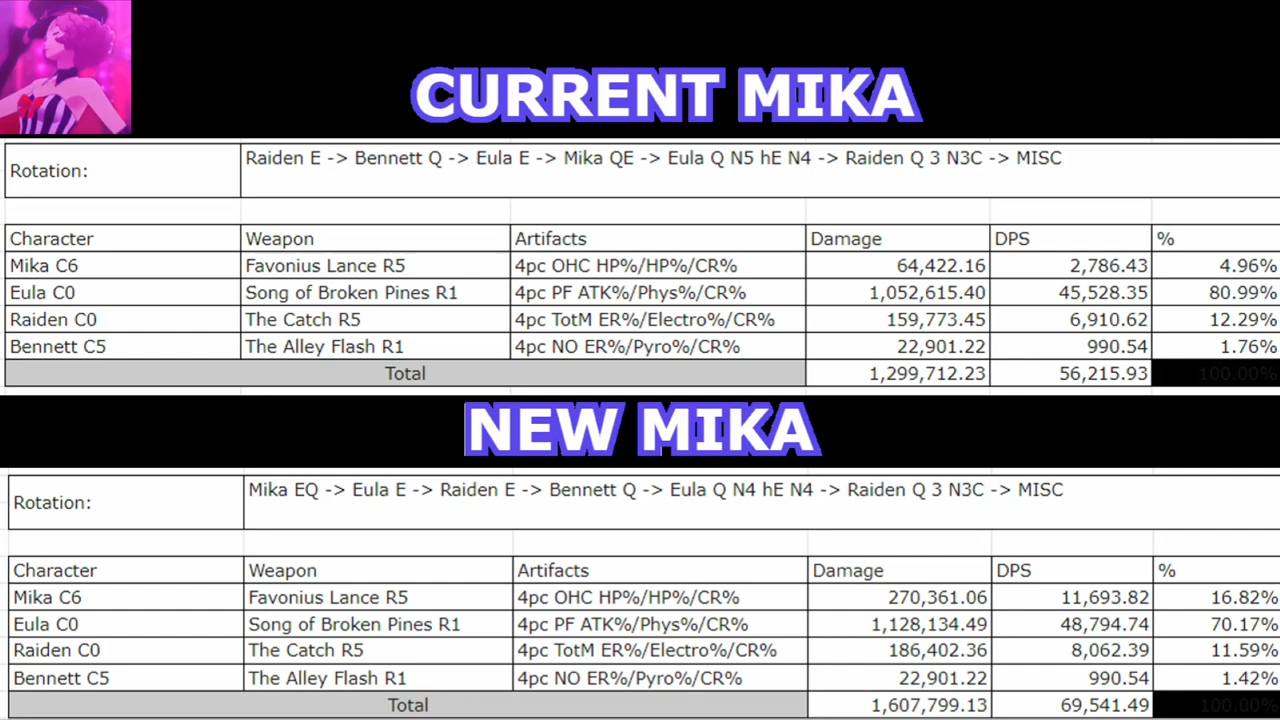 CURRENT MIKA
Rotation: Raiden E -> Bennett Q -> Eula E -> Mika QE -> Eula Q N5 hE N4 -> Raiden Q 3 N3C -> MISC
Character Weapon Artifacts Damage DPS %
Mika C6 Favonius Lance R5 4pc OHC HP%/HP%/CR% 64,422.16 2,786.43 4.96%
Eula C0 Song of Broken Pines R1 4pc PF ATK%/Phys%/CR% 1,052,615.40 45,528.35 80.99%
Raiden C0 The Catch R5 4pc TotM ER%/Electro%/CR% 159,773.45 6,910.62 12.29%
Bennett C5 The Alley Flash R1 4pc NO ER%/Pyro%/CR% 22,901.22 990.54 1.76%
Total 1,299,712.23 56,215.93 100.00%
NEW MIKA
Rotation: Mika EQ -> Eula E -> Raiden E -> Bennett Q -> Eula Q N4 hE N4 -> Raiden Q 3 N3C -> MISC
Character Weapon Artifacts Damage DPS %
Mika C6 Favonius Lance R5 4pc OHC HP%/HP%/CR% 270,361.06 11,693.82 16.82%
Eula C0 Song of Broken Pines R1 4pc PF ATK%/Phys%/CR% 1,128,134.49 48,794.74 70.17%
Raiden C0 The Catch R5 4pc TotM ER%/Electro%/CR% 186,402.36 8,062.39 11.59%
Bennett C5 The Alley Flash R1 4pc NO ER%/Pyro%/CR% 22,901.22 990.54 1.42%
Total 1,607,799.13 69,541.49 100.00%